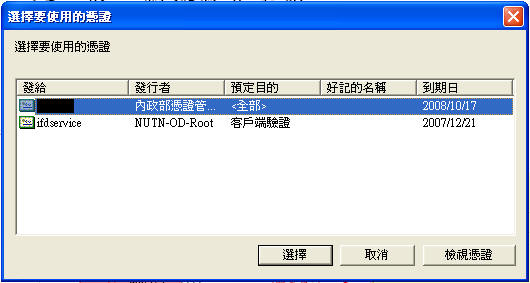 選擇要使用的憑證
選擇要使用的憑證
發給 發行者 預定目的 好記的名稱 到期日
內政部憑證管... <全部> 2008/10/17
ifdservice NUTN-OD-Root 客戶端驗證 2007/12/21
選擇 取消 檢視憑證